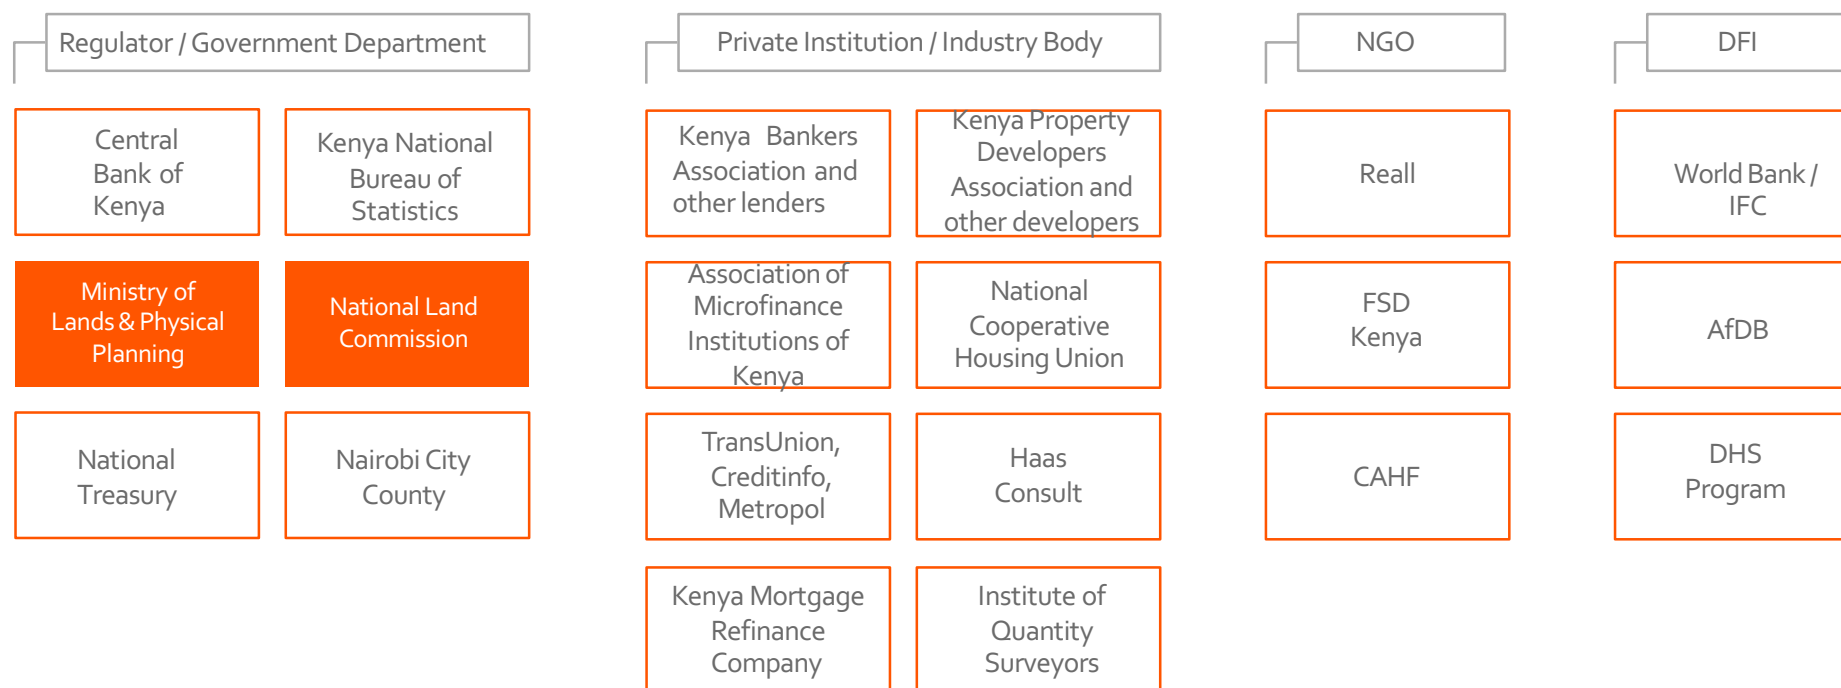 Regulator / Government Department
Central
Bank of
Kenya
Kenya National
Bureau of
Statistics
Ministry of
Lands & Physical
Planning
National Land
Commission
National
Treasury
Nairobi City
County
Private Institution / Industry Body
Kenya Bankers
Association and
other lenders
Kenya Property
Developers
Association and
other developers
Association of
Microfinance
Institutions of
Kenya
National
Cooperative
Housing Union
TransUnion,
Creditinfo,
Metropol
Haas
Consult
Kenya Mortgage
Refinance
Company
Institute of
Quantity
Surveyors
NGO
Reall
FSD
Kenya
CAHF
DFI
World Bank /
IFC
AfDB
DHS
Program